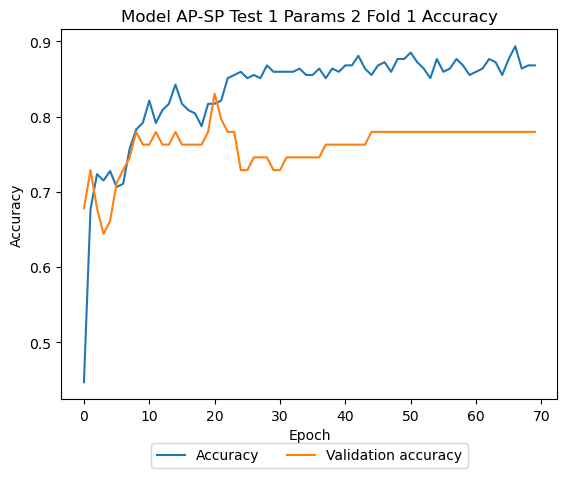 Model AP-SP Test 1 Params 2 Fold 1 Accuracy
0.9
0.8
0.7
0.6
0.5
Accuracy
0 10 20 30 40 50 60 70
Epoch
Accuracy Validation accuracy